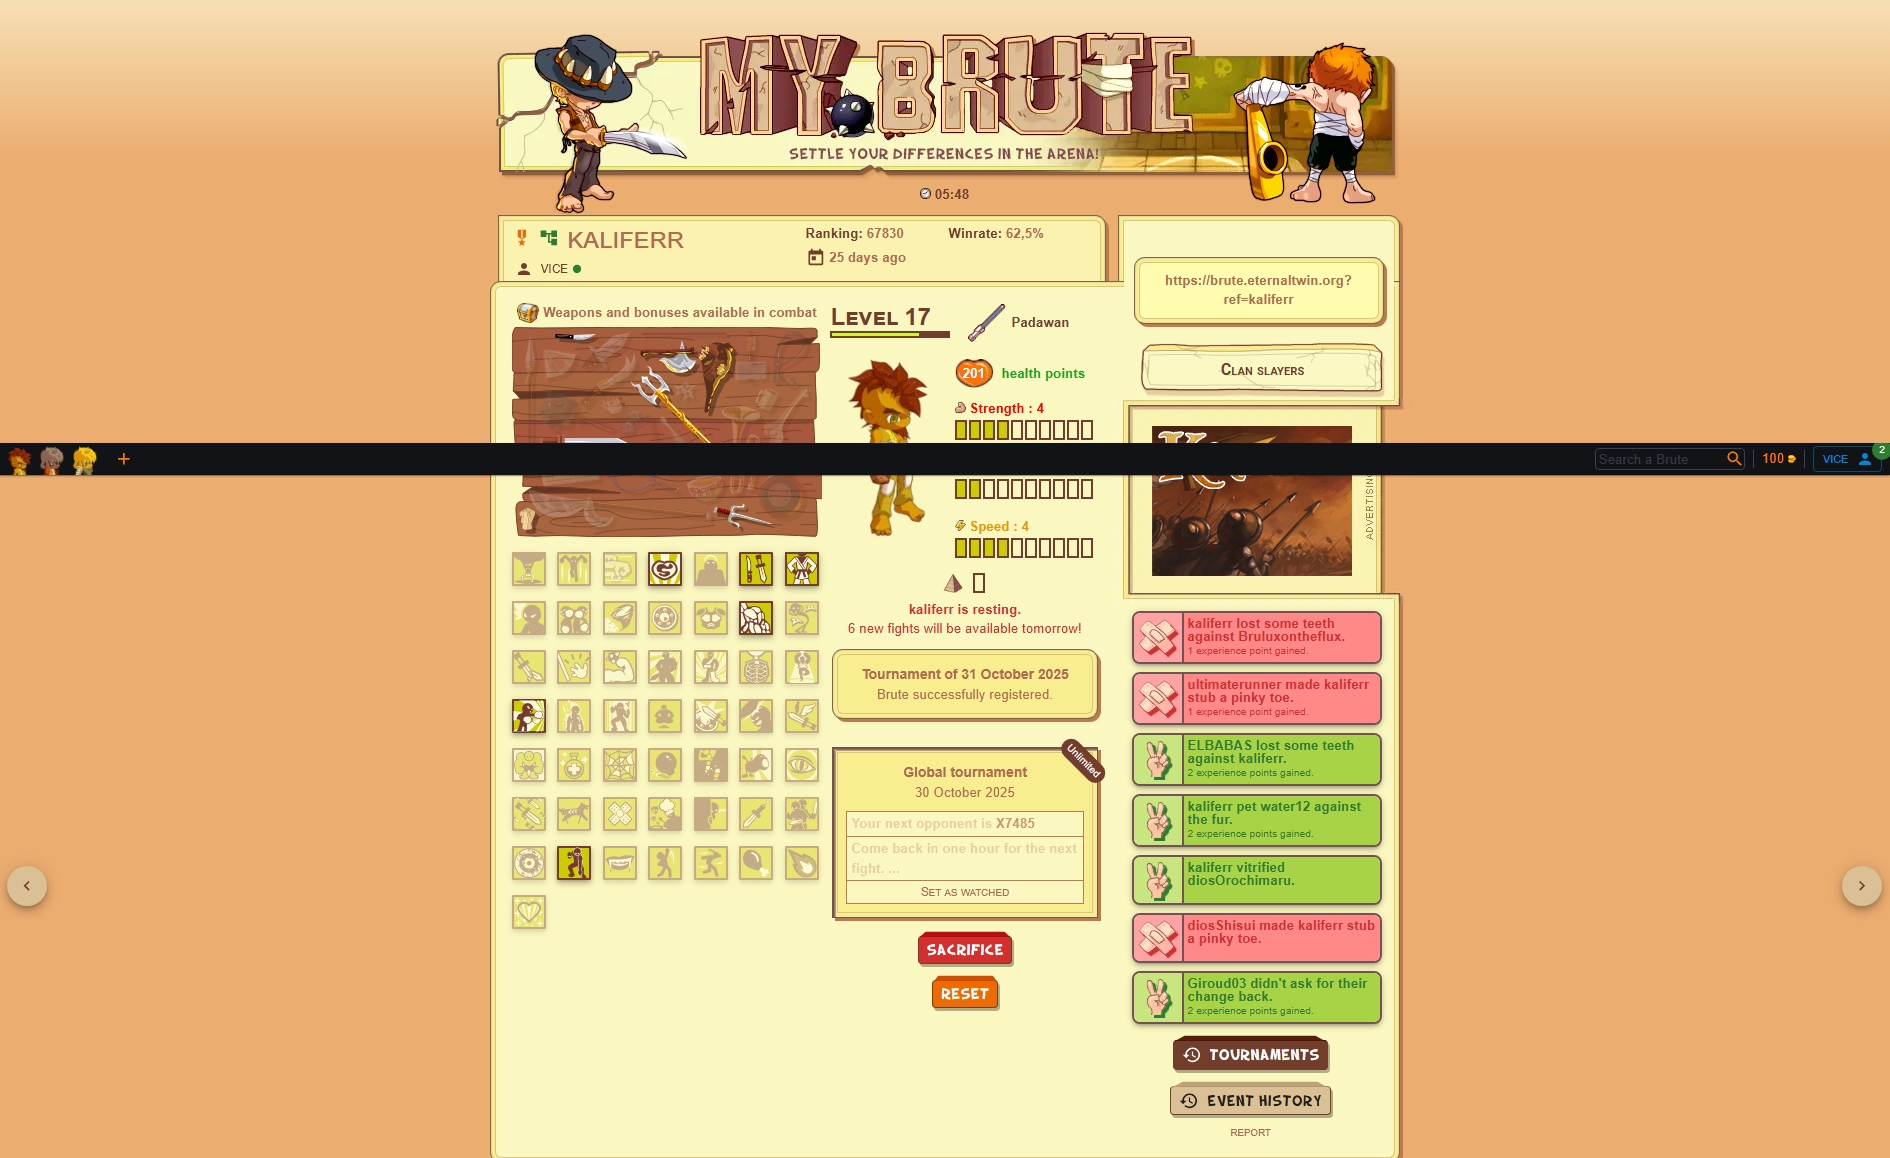 MY BRUTE
SETTLE YOUR DIFFERENCES IN THE ARENA!
05:48
KALIFERR
VICE
Ranking: 67830
Winrate: 62,5%
25 days ago
https://brute.eternaltwin.org?
ref=kaliferr
CLAN SLAYERS
Weapons and bonuses available in combat
LEVEL 17
Padawan
201 health points
Strength : 4
Search a Brute
100
VICE
2
ADVERTISING
Speed : 4
kaliferr is resting.
6 new fights will be available tomorrow!
Tournament of 31 October 2025
Brute successfully registered.
Unlimited
Global tournament
30 October 2025
Your next opponent is X7485
Come back in one hour for the next
fight. ...
SET AS WATCHED
SACRIFICE
RESET
kaliferr lost some teeth
against Bruluxontheflux.
1 experience point gained.
ultimaterunner made kaliferr
stub a pinky toe.
1 experience point gained.
ELBABAS lost some teeth
against kaliferr.
2 experience points gained.
kaliferr pet water12 against
the fur.
2 experience points gained.
kaliferr vitrified
diosOrochimaru.
diosShisui made kaliferr stub
a pinky toe.
Giroud03 didn't ask for their
change back.
2 experience points gained.
TOURNAMENTS
EVENT HISTORY
REPORT